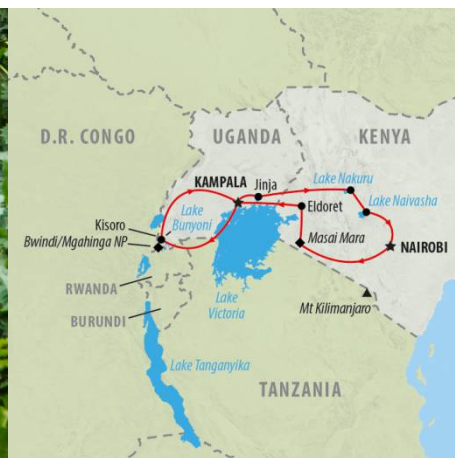 D.R. CONGO
UGANDA
KENYA
KAMPALA
Jinja
Lake Nakuru
Lake Naivasha
Eldoret
Kisoro
Lake
Bunyoni
Bwindi/Mgahinga NP
Masai Mara
NAIROBI
RWANDA
Lake
Victoria
Mt Kilimanjaro
BURUNDI
Lake Tanganyika
TANZANIA